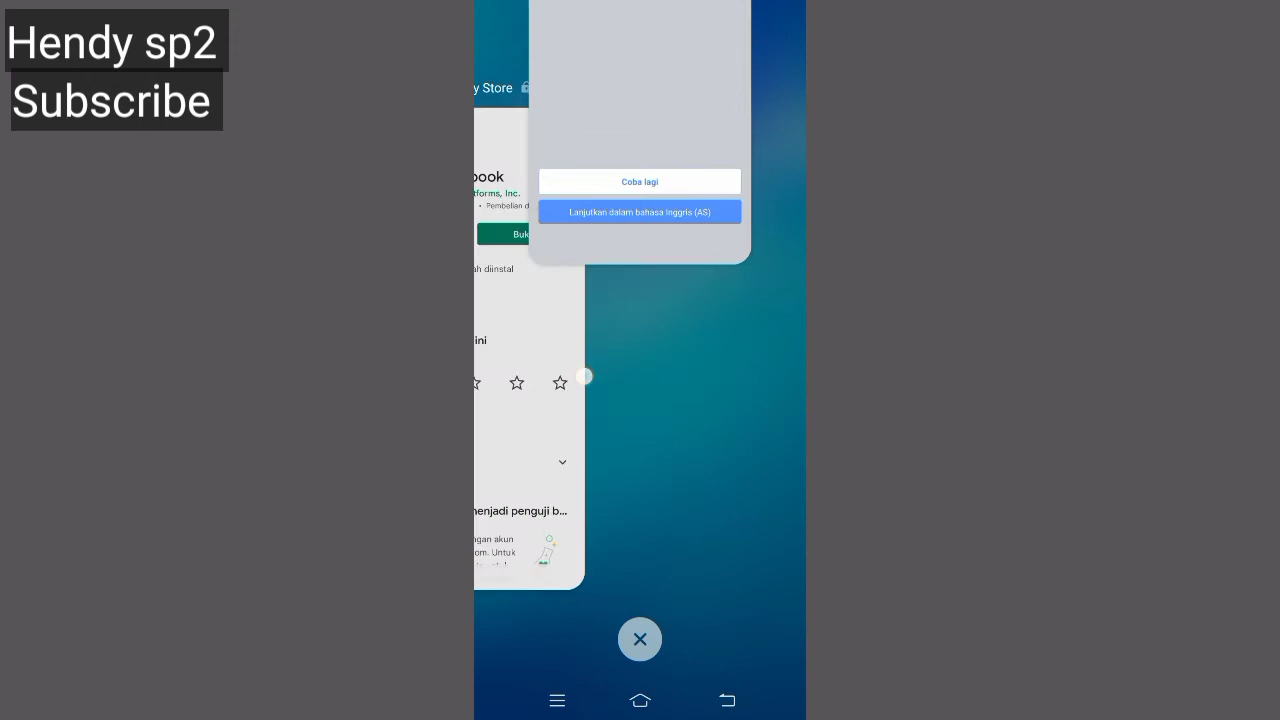 Hendy sp2
Subscribe
y Store
book
tforms, Inc.
• Pembelian d
Buk
ah diinstal
ini
menjadi penguji b...
ngan akun
om. Untuk
Coba lagi
Lanjutkan dalam bahasa Inggris (AS)